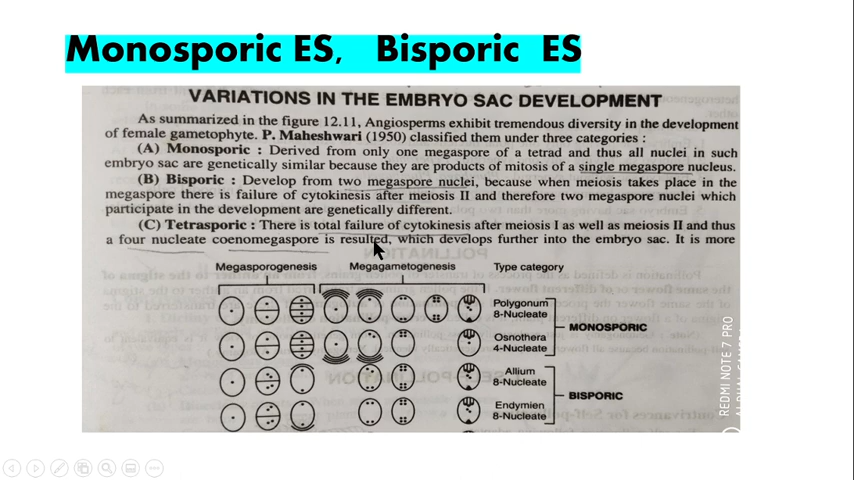 Monosporic ES, Bisporic ES
VARIATIONS IN THE EMBRYO SAC DEVELOPMENT
As summarized in the figure 12.11, Angiosperms exhibit tremendous diversity in the development
of female gametophyte. P. Maheshwari (1950) classified them under three categories :
(A) Monosporic : Derived from only one megaspore of a tetrad and thus all nuclei in such
embryo sac are genetically similar because they are products of mitosis of a single megaspore nucleus.
(B) Bisporic : Develop from two megaspore nuclei, because when meiosis takes place in the
megaspore there is failure of cytokinesis after meiosis II and therefore two megaspore nuclei which
participate in the development are genetically different.
(C) Tetrasporic : There is total failure of cytokinesis after meiosis I as well as meiosis II and thus
a four nucleate coenomegaspore is resulted, which develops further into the embryo sac. It is more
Megasporogenesis Megagametogenesis Type category
Polygonum
8-Nucleate
MONOSPORIC
Osnothera
4-Nucleate
Allium
8-Nucleate
BISPORIC
Endymien
8-Nucleate
REDMI NOTE 7 PRO